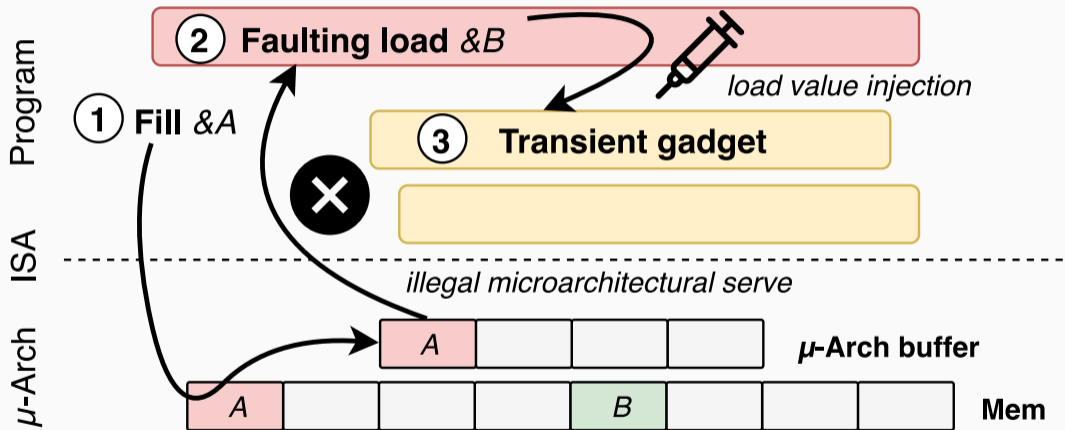 Program
ISA
μ-Arch
2 Faulting load &B
load value injection
1 Fill &A
3 Transient gadget
illegal microarchitectural serve
A
μ-Arch buffer
A
B
Mem